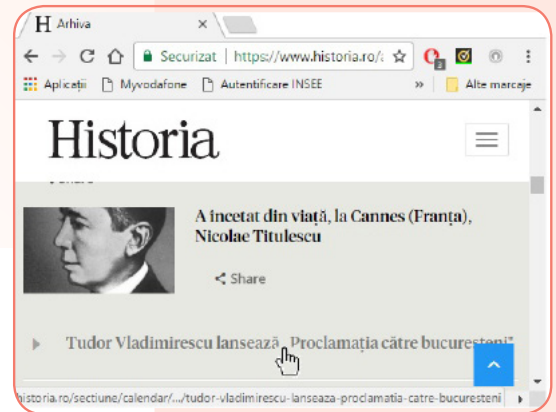 H Arhiva
Securizat | https://www.historia.ro/
2
Aplicații Myvodafone Autentificare INSEE » Alte marcaje
Historia
Share
A încetat din viață, la Cannes (Franța),
Nicolae Titulescu
Share
Tudor Vladimirescu lansează „Proclamația către bucureșteni"
historia.ro/sectiune/calendar/.../tudor-vladimirescu-lanseaza-proclamatia-catre-bucuresteni